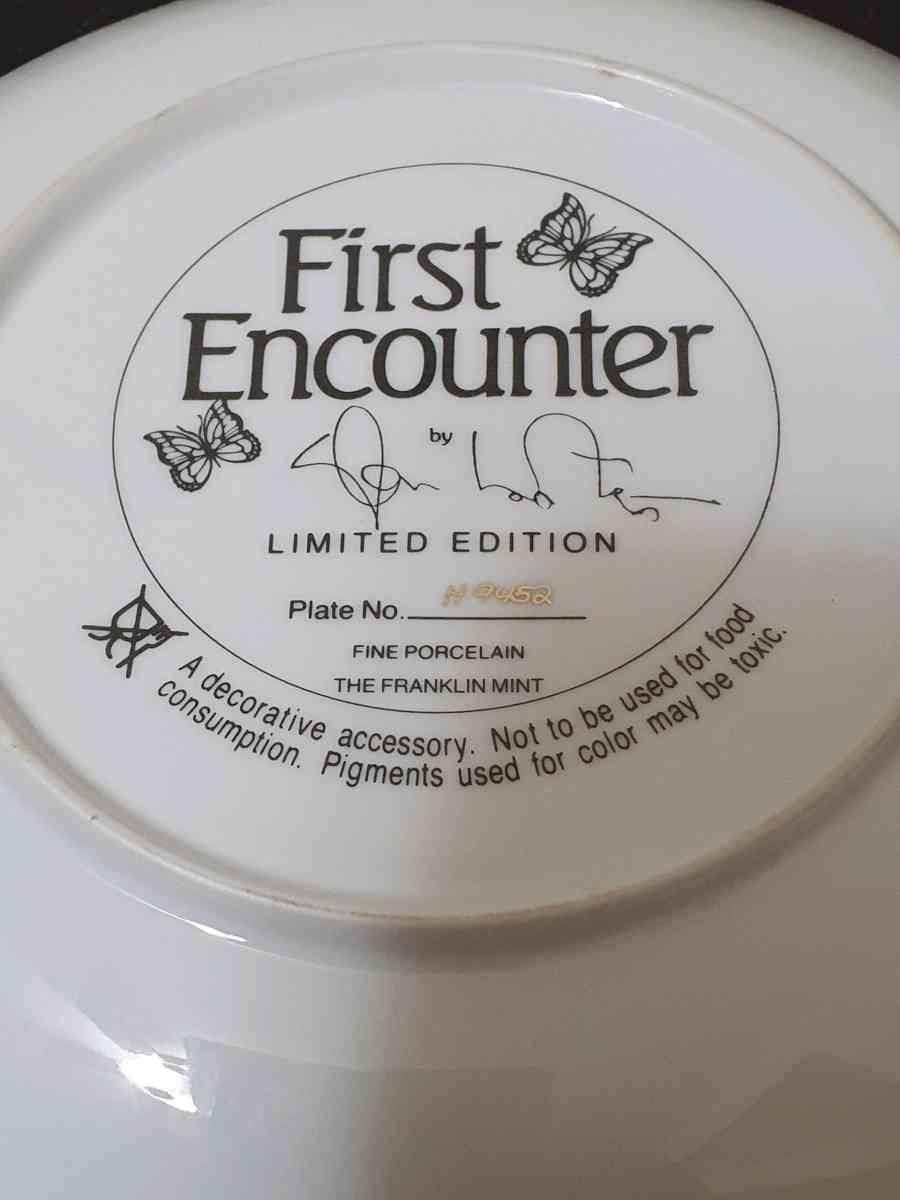 First
Encounter
by
LIMITED EDITION
Plate No. H 9452
FINE PORCELAIN
THE FRANKLIN MINT
A decorative accessory. Not to be used for food
consumption. Pigments used for color may be toxic.